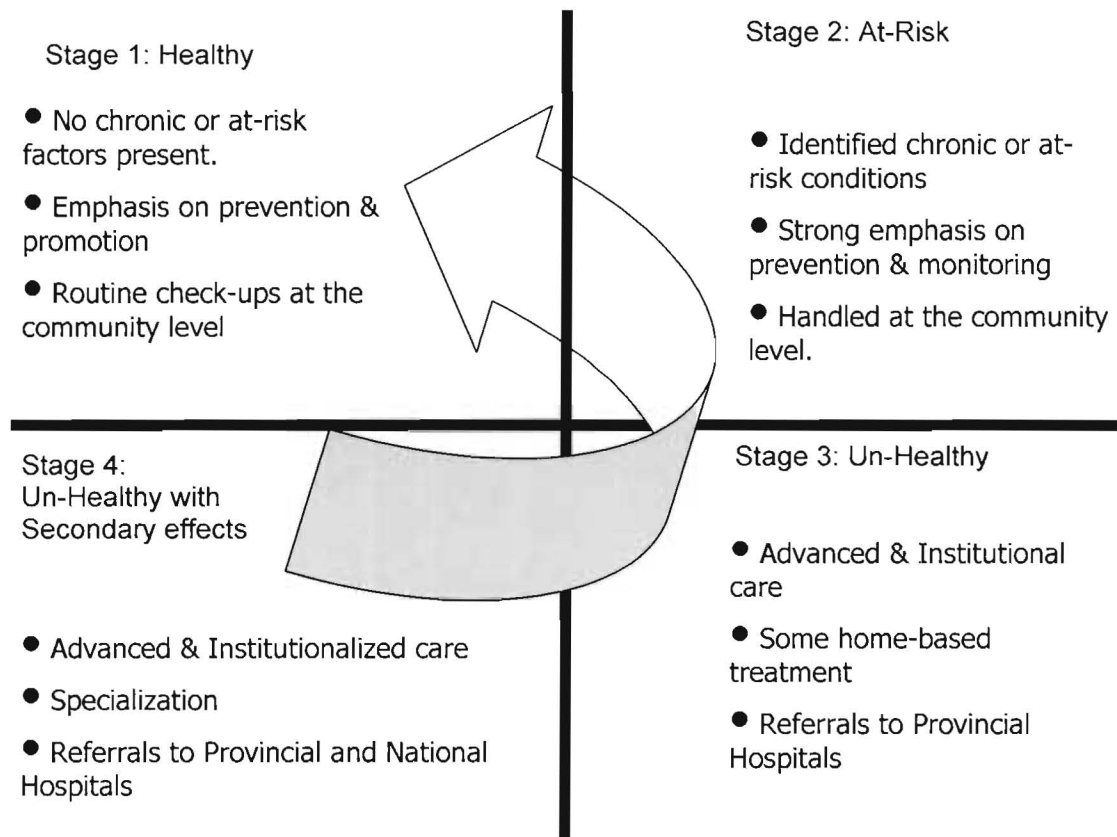 Stage 1: Healthy
● No chronic or at-risk
factors present.
● Emphasis on prevention &
promotion
● Routine check-ups at the
community level
Stage 2: At-Risk
● Identified chronic or at-
risk conditions
● Strong emphasis on
prevention & monitoring
● Handled at the community
level.
Stage 3: Un-Healthy
● Advanced & Institutional
care
● Some home-based
treatment
● Referrals to Provincial
Hospitals
Stage 4:
Un-Healthy with
Secondary effects
● Advanced & Institutionalized care
● Specialization
● Referrals to Provincial and National
Hospitals